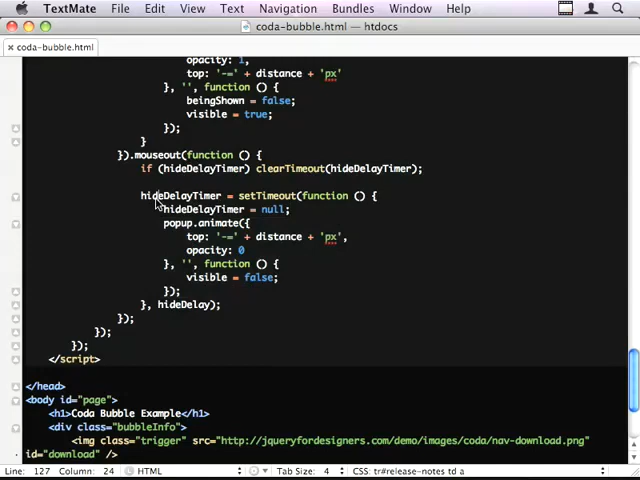 TextMate File Edit View Text Navigation Bundles Window Help
coda-bubble.html — htdocs
× coda-bubble.html
opacity: 1,
top: '-=' + distance + 'px'
}, '', function () {
beingShown = false;
visible = true;
});
}
}).mouseout(function () {
if (hideDelayTimer) clearTimeout(hideDelayTimer);
hideDelayTimer = setTimeout(function () {
hideDelayTimer = null;
popup.animate({
top: '-=' + distance + 'px',
opacity: 0
}, '', function () {
visible = false;
});
}, hideDelay);
});
});
});
</script>
</head>
<body id="page">
<h1>Coda Bubble Example</h1>
<div class="bubbleInfo">
<img class="trigger" src="http://jqueryfordesigners.com/demo/images/coda/nav-download.png"
id="download" />
Line: 127 Column: 24 HTML Tab Size: 4 CSS: tr#release-notes td a